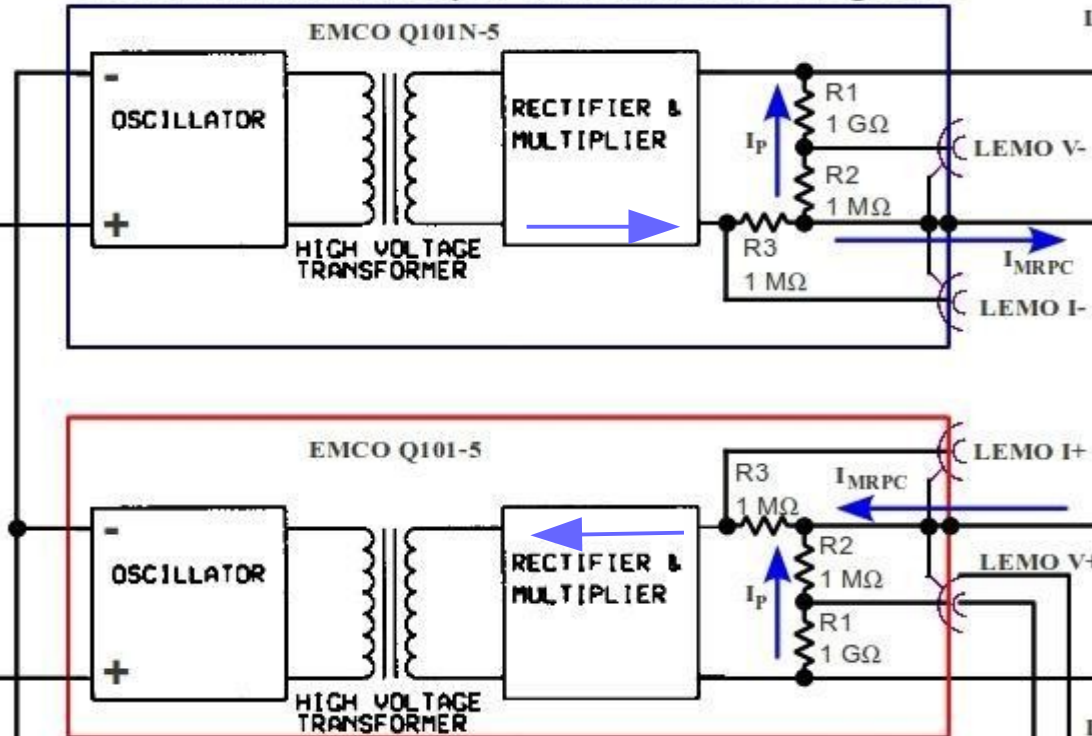 EMCO Q101N-5
-
OSCILLATOR
+
HIGH VOLTAGE
TRANSFORMER
RECTIFIER &
MULTIPLIER
R1
1 GΩ
IP
R2
1 MΩ
R3
1 MΩ
IMRPC
LEMO V-
LEMO I-
EMCO Q101-5
-
OSCILLATOR
+
HIGH VOLTAGE
TRANSFORMER
RECTIFIER &
MULTIPLIER
R3
1 MΩ
IMRPC
LEMO I+
R2
1 MΩ
IP
R1
1 GΩ
LEMO V+